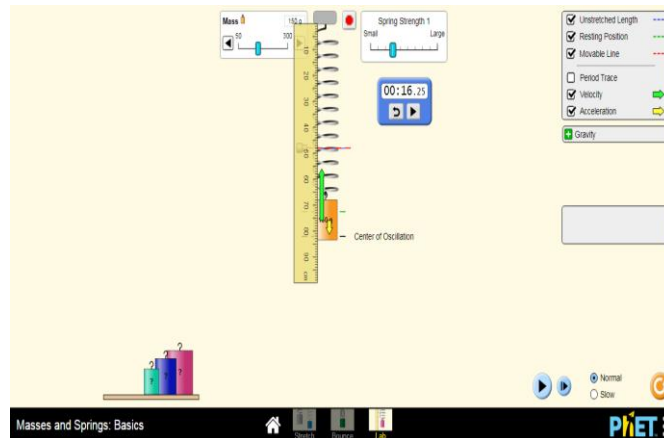 Mass
50
300
Spring Strength 1
Small
Large
00:16.25
10
20
30
40
50
60
70
80
90
cm
Center of Oscillation
Unstretched Length
Resting Position
Movable Line
Period Trace
Velocity
Acceleration
Gravity
?
?
?
?
?
?
Normal
Slow
Masses and Springs: Basics
Stretch
Bounce
Lab
PhET